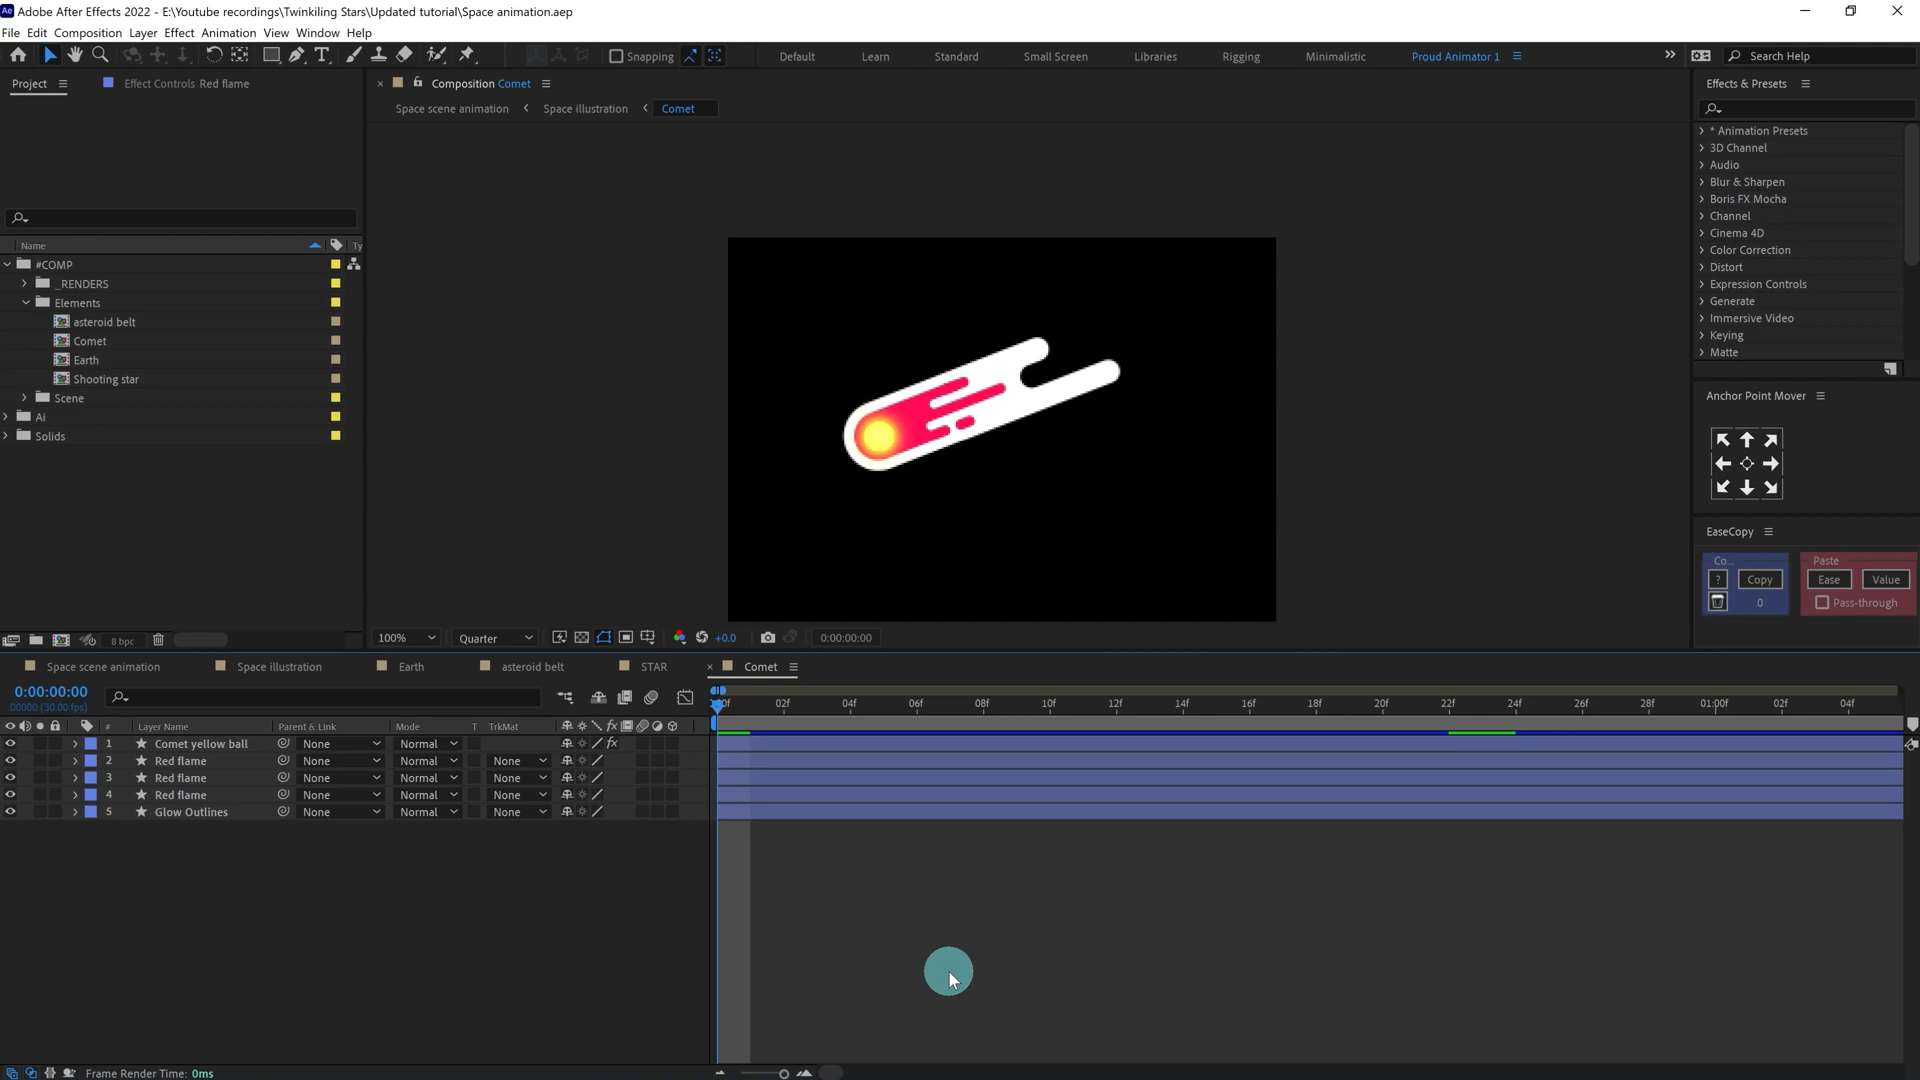 Adobe After Effects 2022 - E:\Youtube recordings\Twinkiling Stars\Updated tutorial\Space animation.aep
File Edit Composition Layer Effect Animation View Window Help
Snapping Default Learn Standard Small Screen Libraries Rigging Minimalistic Proud Animator 1 Search Help
Project Effect Controls Red flame
Composition Comet
Effects & Presets
Space scene animation Space illustration Comet
* Animation Presets
3D Channel
Audio
Blur & Sharpen
Boris FX Mocha
Channel
Cinema 4D
Color Correction
Distort
Expression Controls
Generate
Immersive Video
Keying
Matte
Name Ty
#COMP
_RENDERS
Elements
asteroid belt
Comet
Earth
Shooting star
Scene
Ai
Solids
Anchor Point Mover
EaseCopy
Co... Paste
? Copy Ease Value
0 Pass-through
8 bpc
100% Quarter +0.0 0:00:00:00
Space scene animation Space illustration Earth asteroid belt STAR Comet
0:00:00:00
00000 (30.00 fps)
02f 04f 06f 08f 10f 12f 14f 16f 18f 20f 22f 24f 26f 28f 01:00f 02f 04f
# Layer Name Parent & Link Mode T TrkMat
1 Comet yellow ball None Normal
2 Red flame None Normal None
3 Red flame None Normal None
4 Red flame None Normal None
5 Glow Outlines None Normal None
Frame Render Time: 0ms